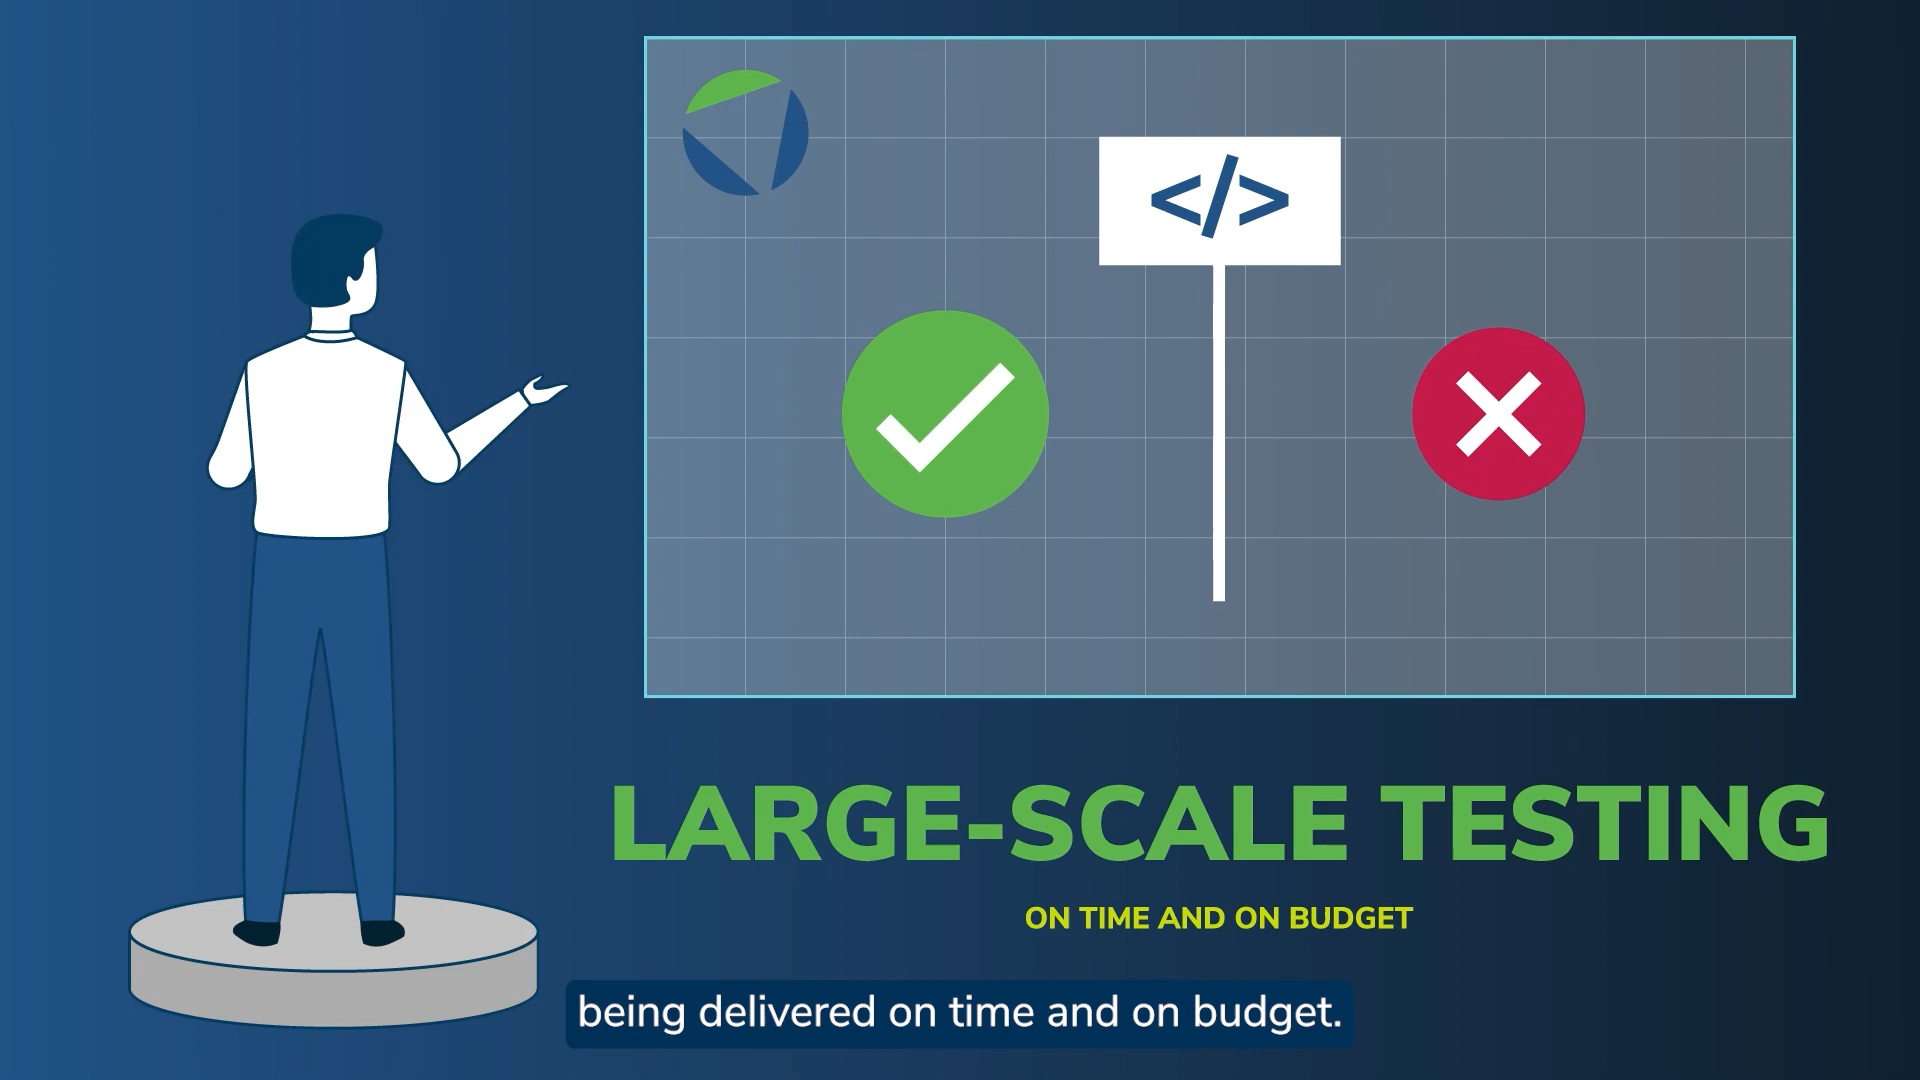 </>
LARGE-SCALE TESTING
ON TIME AND ON BUDGET
being delivered on time and on budget.